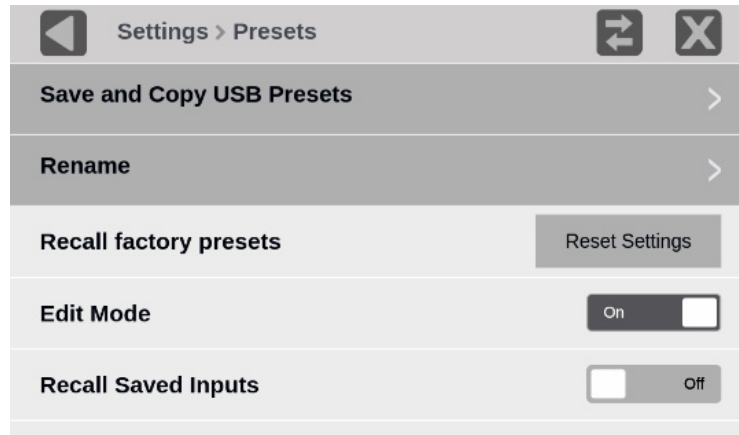 Settings > Presets
Save and Copy USB Presets
Rename
Recall factory presets
Reset Settings
Edit Mode
On
Recall Saved Inputs
Off